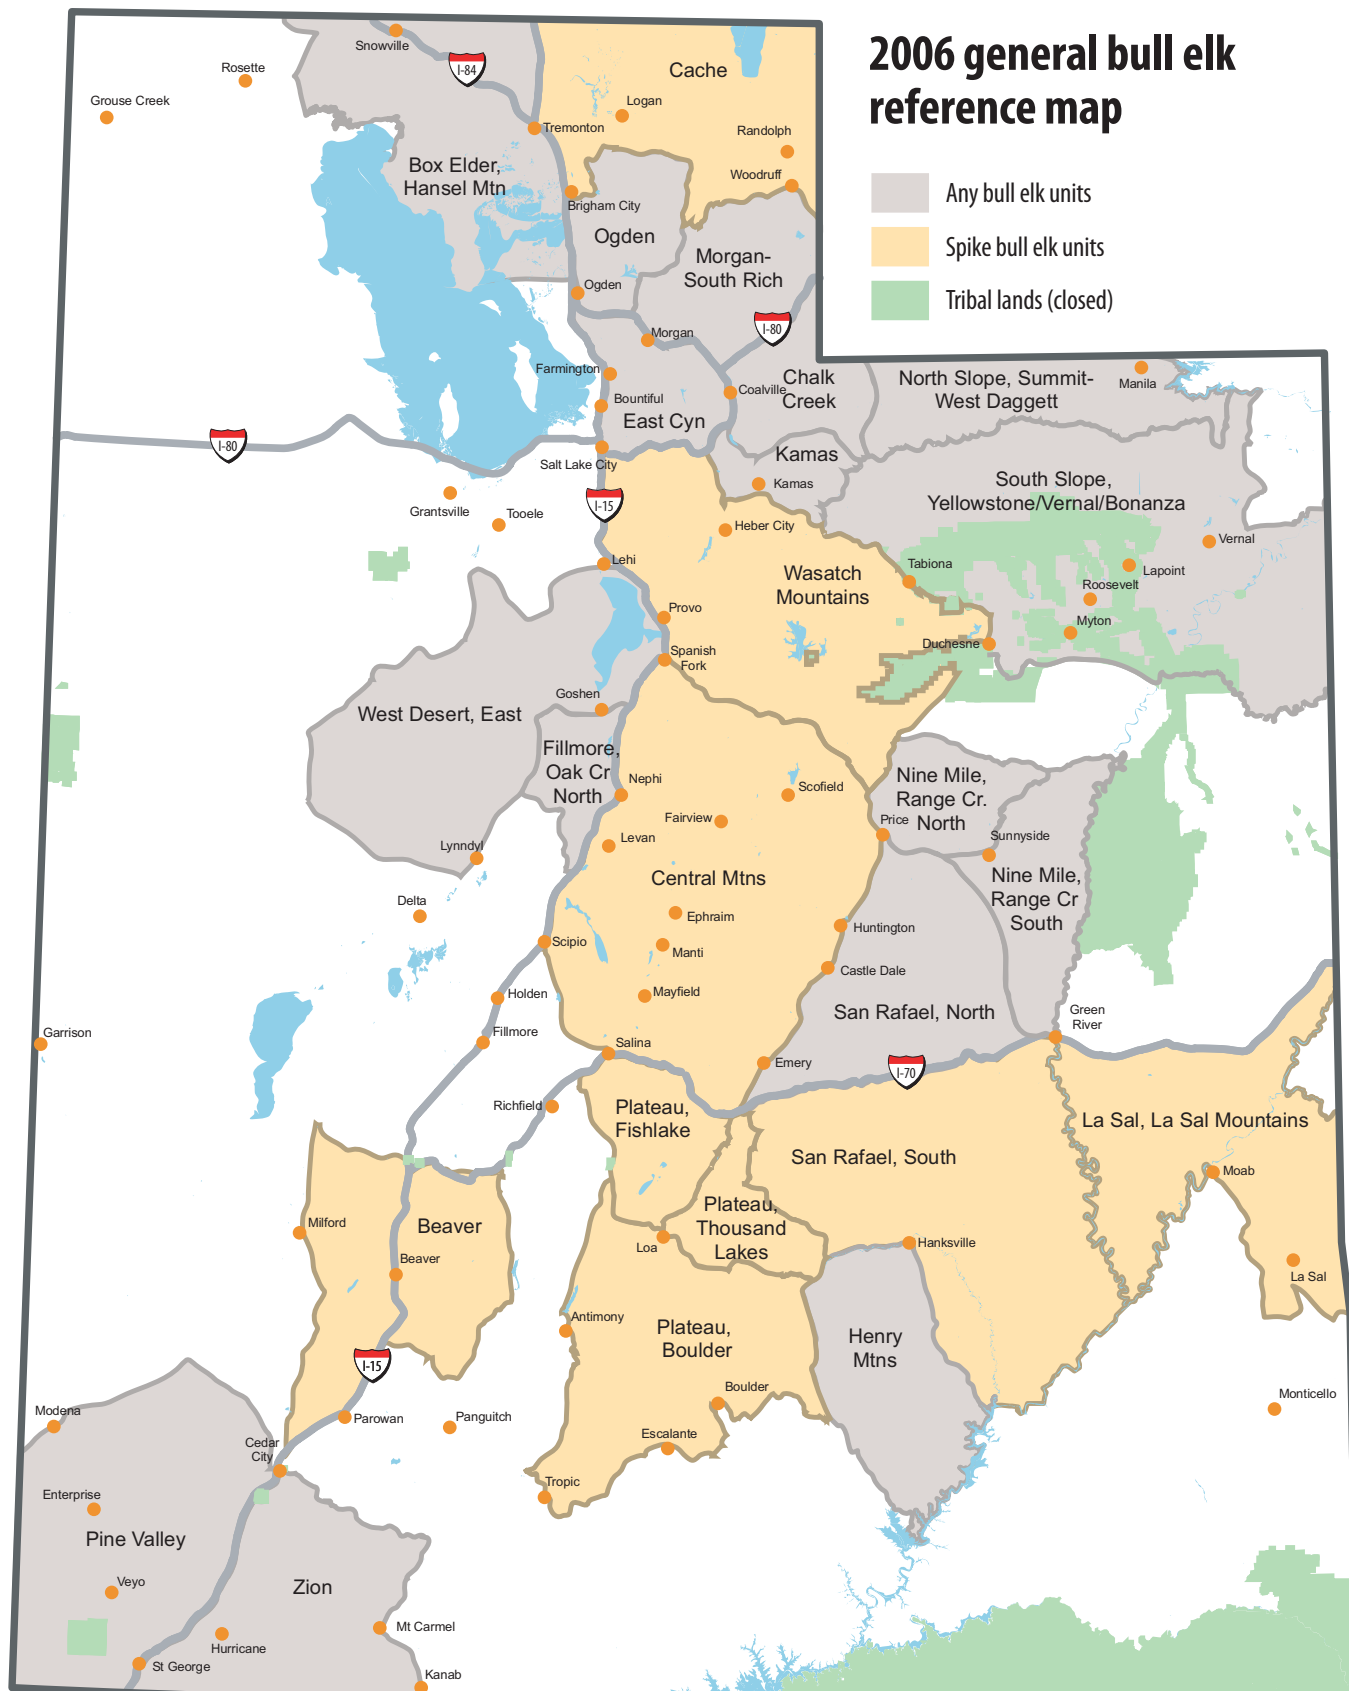 2006 general bull elk
reference map
Any bull elk units
Spike bull elk units
Tribal lands (closed)
Snowville
I-84
Rosette
Grouse Creek
Cache
Logan
Tremonton
Randolph
Woodruff
Box Elder,
Hansel Mtn
Brigham City
Ogden
Morgan-
South Rich
Ogden
I-80
Morgan
Farmington
Coalville
Chalk
Creek
North Slope, Summit-
West Daggett
Manila
Bountiful
East Cyn
I-80
Salt Lake City
Kamas
Kamas
South Slope,
Yellowstone/Vernal/Bonanza
Grantsville
Tooele
I-15
Heber City
Vernal
Lehi
Wasatch
Mountains
Tabiona
Lapoint
Roosevelt
Provo
Myton
Duchesne
Spanish
Fork
Goshen
West Desert, East
Fillmore,
Oak Cr
North
Nephi
Scofield
Nine Mile,
Range Cr.
North
Fairview
Price
Sunnyside
Levan
Lynndyl
Central Mtns
Nine Mile,
Range Cr
South
Delta
Ephraim
Huntington
Scipio
Manti
Castle Dale
Mayfield
Holden
San Rafael, North
Green
River
Garrison
Fillmore
Salina
Emery
I-70
Richfield
Plateau,
Fishlake
La Sal, La Sal Mountains
San Rafael, South
Moab
Milford
Beaver
Plateau,
Thousand
Lakes
Loa
Hanksville
Beaver
La Sal
Antimony
Plateau,
Boulder
Henry
Mtns
I-15
Boulder
Monticello
Modena
Parowan
Panguitch
Cedar
City
Escalante
Tropic
Enterprise
Pine Valley
Veyo
Zion
Mt Carmel
Hurricane
St George
Kanab